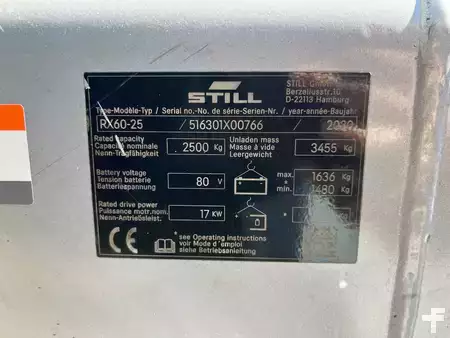 STILL
STILL GmbH
Berzeliusstr.10
D-22113 Hamburg
Type-Modèle-Typ / Serial no.-No. de série-Serien-Nr. / year-année-Baujahr
RX60-25 / 516301X00766 /
Rated capacity
Capacité nominale
Nenn-Tragfähigkeit
2500 Kg
Unladen mass
Masse à vide
Leergewicht
3455 Kg
Battery voltage
Tension batterie
Batteriespannung
80 V
max. 1636 Kg
min. 1480 Kg
Rated drive power
Puissance motr.nom.
Nenn-Antriebsleist.
17 KW
CE
*see Operating instructions
voir Mode d'emploi
siehe Betriebsanleitung